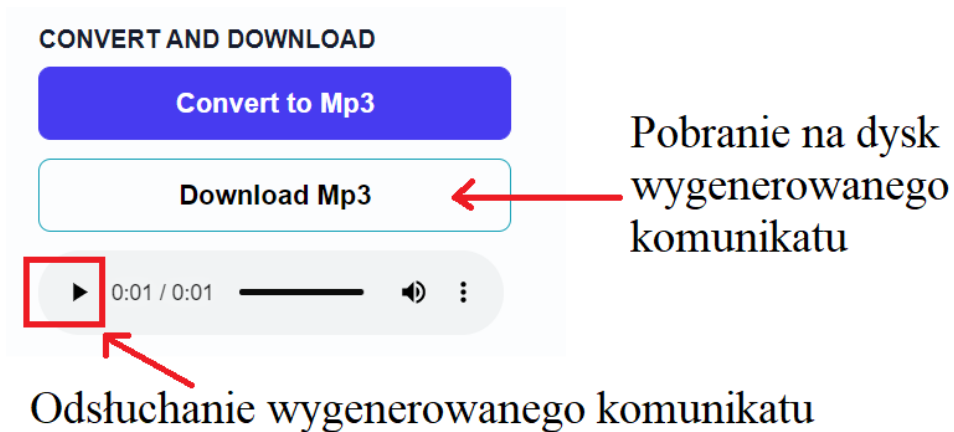 CONVERT AND DOWNLOAD
Convert to Mp3
Download Mp3
Pobranie na dysk
wygenerowanego
komunikatu
0:01 / 0:01
Odsłuchanie wygenerowanego komunikatu